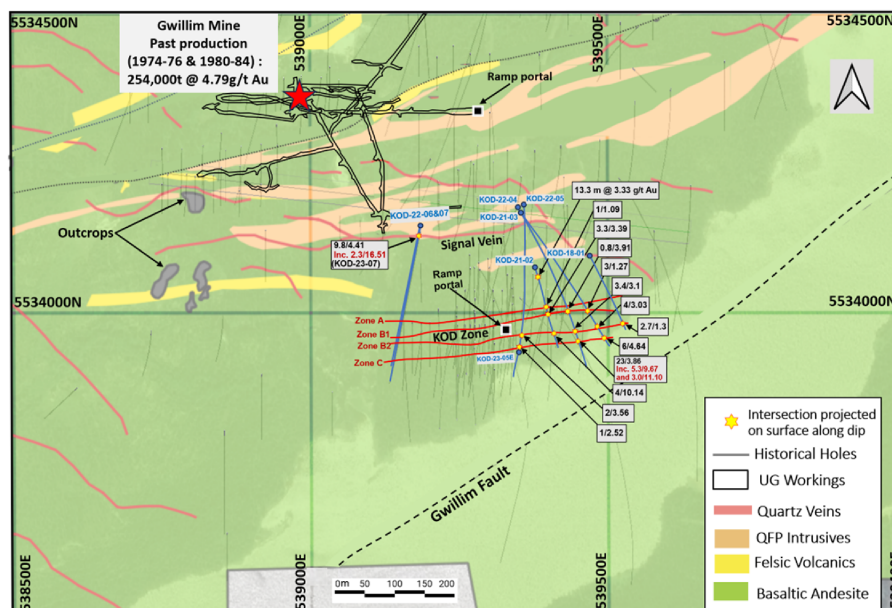 5534500N
5534500N
539000E
539500E
Gwillim Mine
Past production
(1974-76 & 1980-84) :
254,000t @ 4.79g/t Au
Ramp portal
13.3 m @ 3.33 g/t Au
KOD-22-04
KOD-22-05
KOD-21-03
1/1.09
KOD-22-06&07
3.3/3.39
Outcrops
9.8/4.41
Inc. 2.3/16.51
(KOD-23-07)
Signal Vein
KOD-18-01
0.8/3.91
KOD-21-02
3/1.27
Ramp
portal
3.4/3.1
5534000N
5534000N
4/3.03
Zone A
Zone B1
KOD Zone
2.7/1.3
Zone B2
Zone C
KOD-23-05E
6/4.64
23/3.86
Inc. 5.3/9.67
and 3.0/11.10
4/10.14
2/3.56
1/2.52
Gwillim Fault
Intersection projected
on surface along dip
Historical Holes
UG Workings
Quartz Veins
QFP Intrusives
Felsic Volcanics
Basaltic Andesite
538500E
539000E
539500E
0m 50 100 150 200